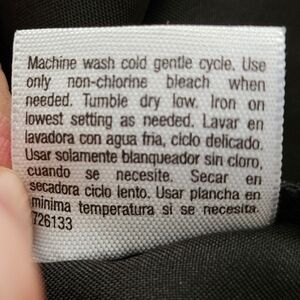 Machine wash cold gentle cycle. Use
only non-chlorine bleach when
needed. Tumble dry low. Iron on
lowest setting as needed. Lavar en
lavadora con agua fria, ciclo delicado.
Usar solamente blanqueador sin cloro,
cuando se necesite. Secar en
secadora ciclo lento. Usar plancha en
minima temperatura si se necesita.
726133